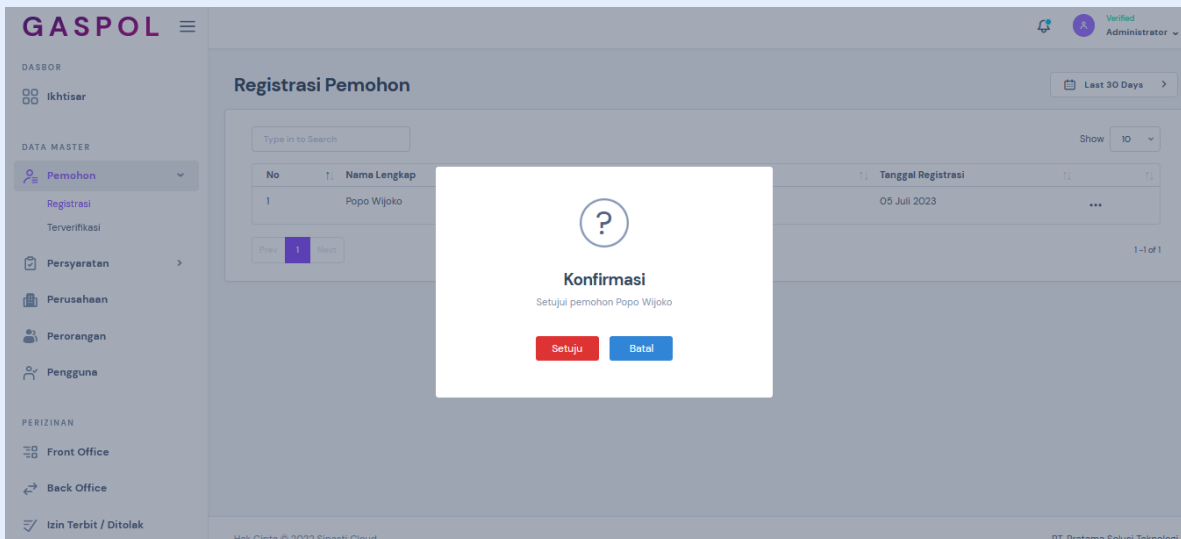 GASPOL
Verified
Administrator
DASBOR
Ikhtisar
Registrasi Pemohon
Last 30 Days
DATA MASTER
Type in to Search
Show 10
Pemohon
No Nama Lengkap Tanggal Registrasi
Registrasi
1 Popo Wijoko 05 Juli 2023
Terverifikasi
Prev 1 Next
1-1 of 1
?
Konfirmasi
Setujui pemohon Popo Wijoko
Setuju Batal
Persyaratan
Perusahaan
Perorangan
Pengguna
PERIZINAN
Front Office
Back Office
Izin Terbit / Ditolak
Hak Cipta © 2022 Sinasti Cloud
PT. Pratama Solusi Teknologi